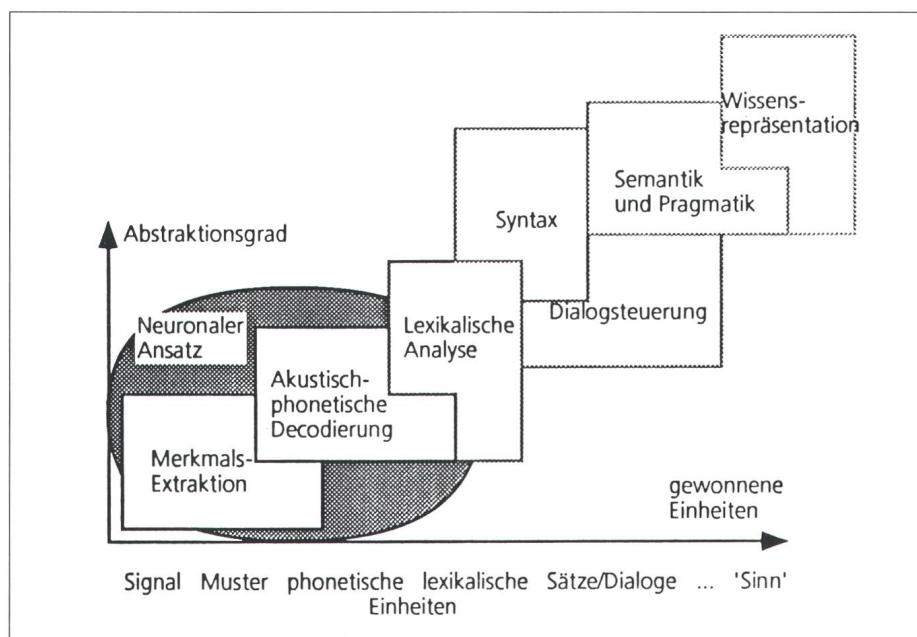 Wissens-
repräsentation
Semantik
und Pragmatik
Syntax
Abstraktionsgrad
Dialogsteuerung
Neuronaler
Ansatz
Lexikalische
Analyse
Akustisch-
phonetische
Decodierung
Merkmals-
Extraktion
gewonnene
Einheiten
Signal Muster phonetische lexikalische Sätze/Dialoge ... 'Sinn'
Einheiten